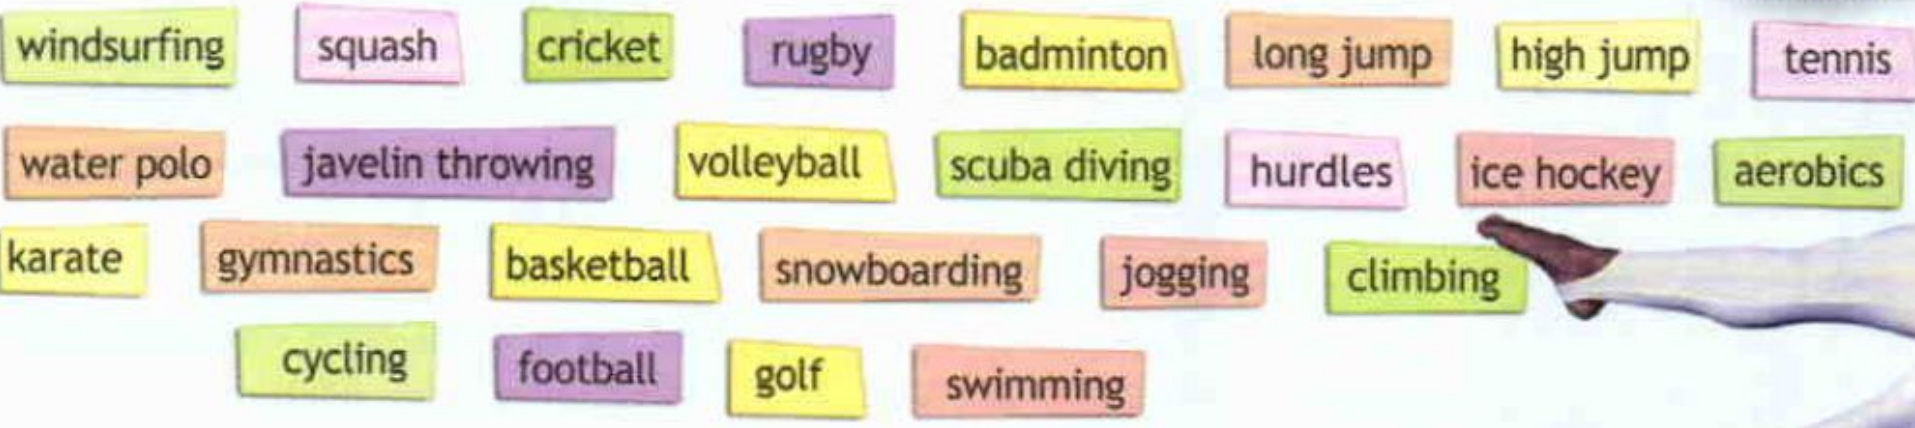 windsurfing squash cricket rugby badminton long jump high jump tennis
water polo javelin throwing volleyball scuba diving hurdles ice hockey aerobics
karate gymnastics basketball snowboarding jogging climbing
cycling football golf swimming